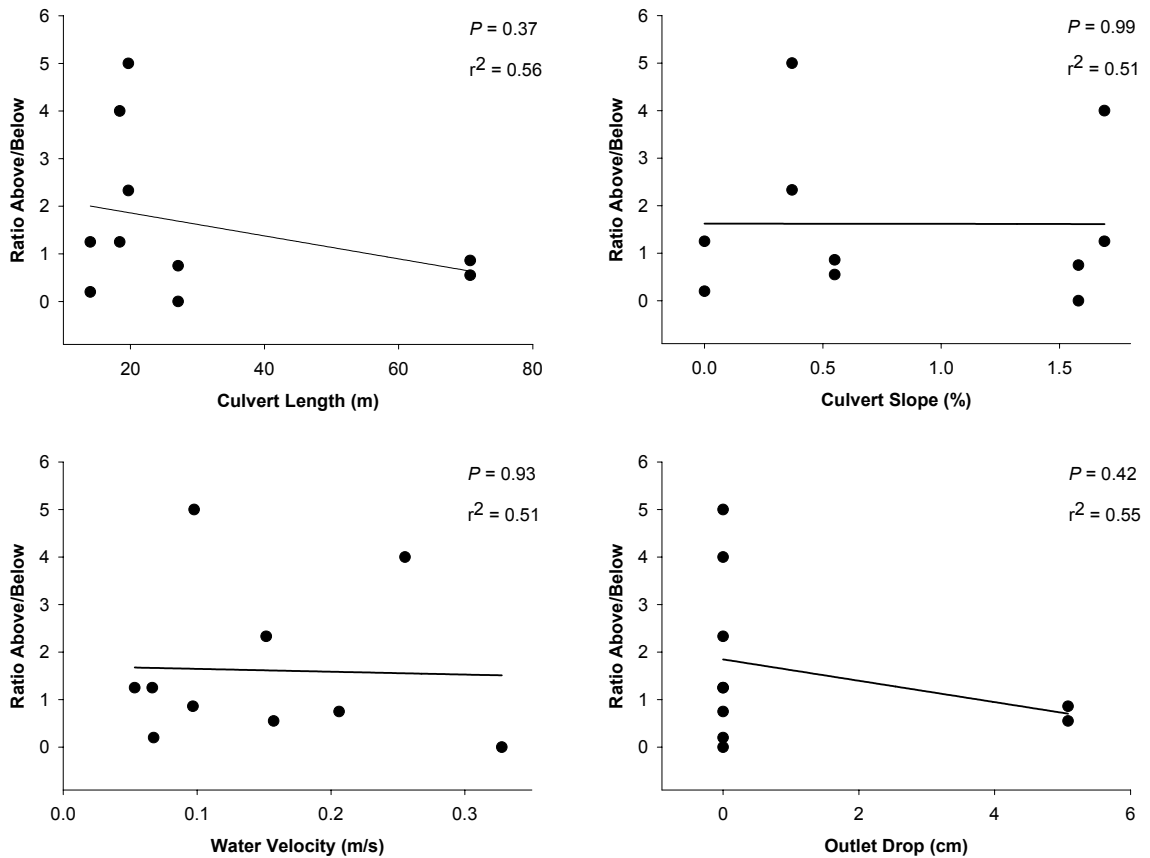 P = 0.37
r2 = 0.56
6
5
4
3
2
1
0
Ratio Above/Below
20 40 60 80
Culvert Length (m)
P = 0.99
r2 = 0.51
6
5
4
3
2
1
0
Ratio Above/Below
0.0 0.5 1.0 1.5
Culvert Slope (%)
P = 0.93
r2 = 0.51
6
5
4
3
2
1
0
Ratio Above/Below
0.0 0.1 0.2 0.3
Water Velocity (m/s)
P = 0.42
r2 = 0.55
6
5
4
3
2
1
0
Ratio Above/Below
0 2 4 6
Outlet Drop (cm)